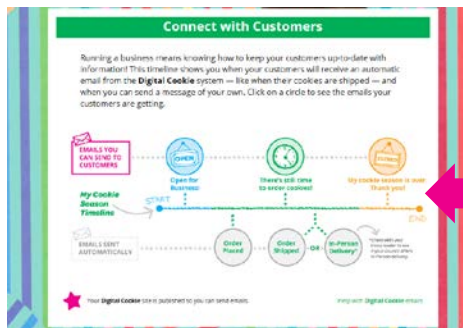 Connect with Customers
Running a business means knowing how to keep your customers up-to-date with
information! This timeline shows you when your customers will receive an automatic
email from the Digital Cookie system — like when their cookies are shipped — and
when you can send a message of your own. Click on a circle to see the emails your
customers are getting.
EMAILS YOU
CAN SEND TO
CUSTOMERS
OPEN
Open for
Business!
There's still time
to order cookies!
My cookie season is over
Thank you!
My Cookie
Season
Timeline
START
END
EMAILS SENT
AUTOMATICALLY
Order
Placed
Order
Shipped
OR
In-Person
Delivery*
Your Digital Cookie site is published so you can send emails.
Help with Digital Cookie emails